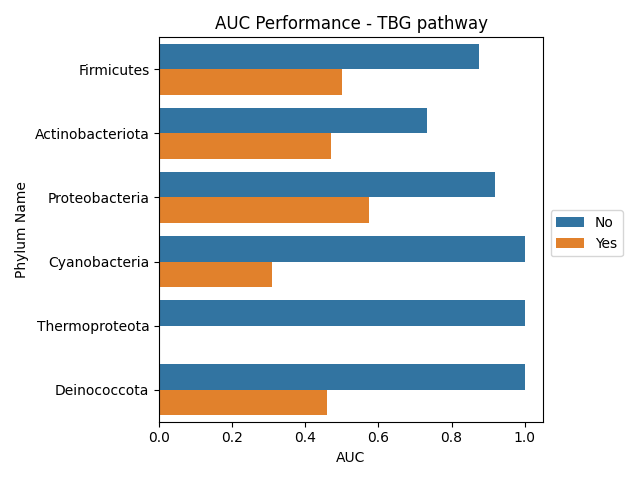 AUC Performance - TBG pathway
Phylum Name
Firmicutes
Actinobacteriota
Proteobacteria
Cyanobacteria
Thermoproteota
Deinococcota
0.0 0.2 0.4 0.6 0.8 1.0
AUC
No
Yes